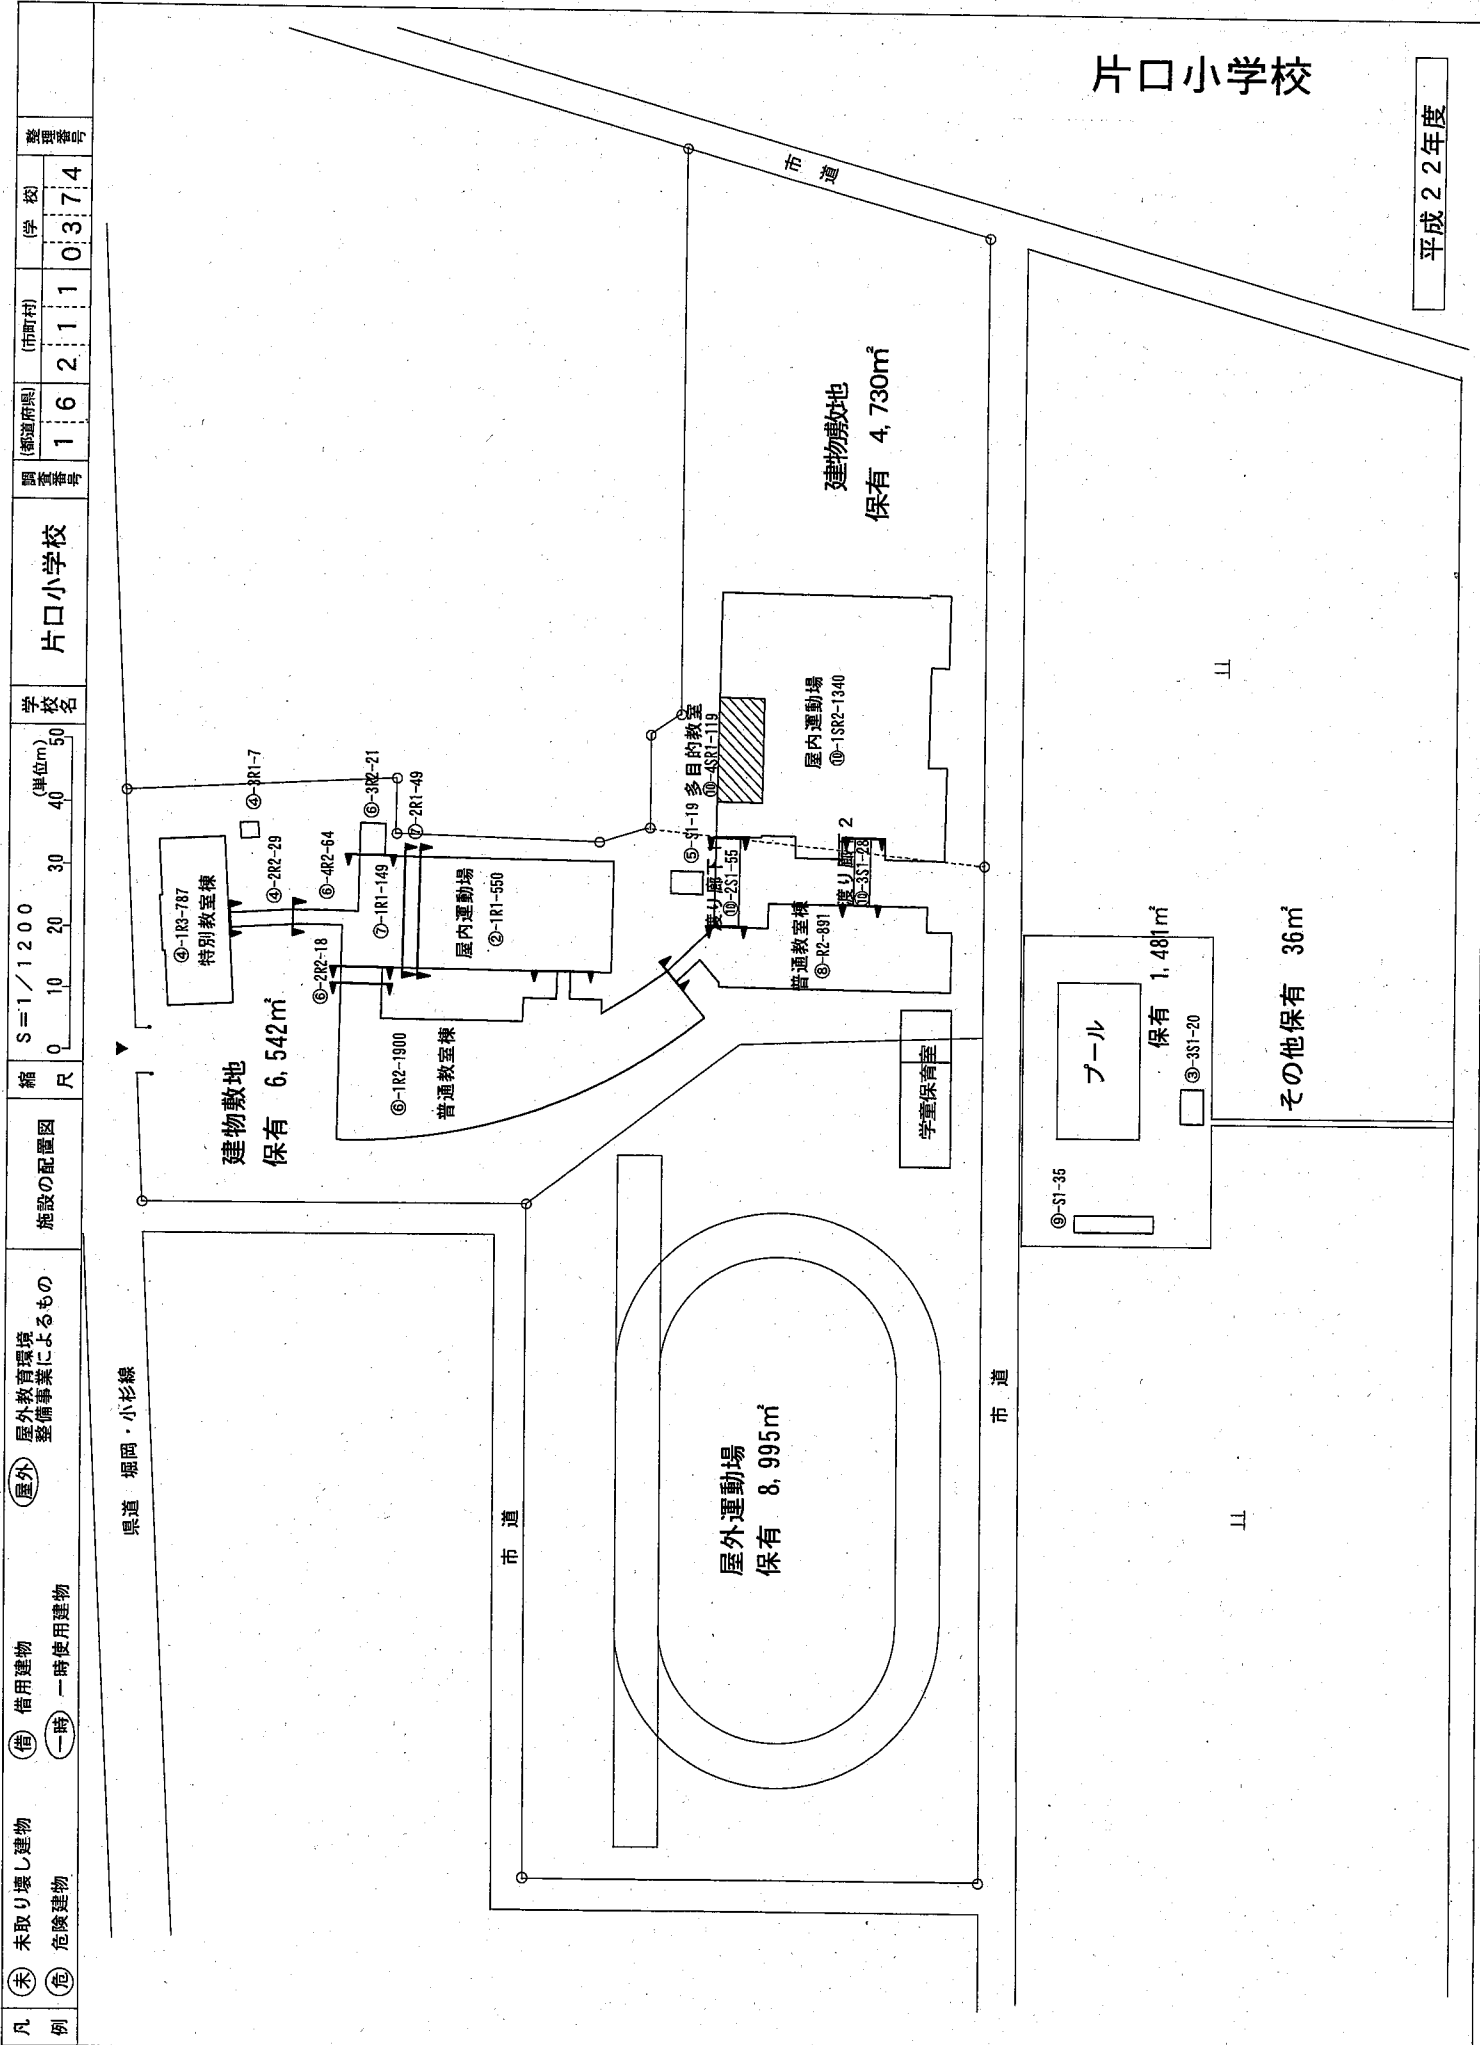 凡例
未 未取り壊し建物
危 危険建物
借 借用建物
一時 一時使用建物
屋外 屋外教育環境
整備事業によるもの
施設の配置図
縮尺
S=1/1200
0 10 20 30 40 50
(単位m)
学校名
片口小学校
調査番号
(都道府県)
1 6
(市町村)
2 1 1
(学校)
0 3 7 4
整理番号
片口小学校
平成22年度
県道 堀岡・小杉線
市道
市道
市道
建物敷地
保有 6,542㎡
④-1R3-787
特別教室棟
④-3R1-7
④-2R2-29
⑥-4R2-64
⑥-3R2-21
⑦-2R1-49
⑥-2R2-18
⑦-1R1-149
屋内運動場
②-1R1-550
⑥-1R2-1900
普通教室棟
⑤-S1-19
多目的教室
⑩-4SR1-119
渡り廊下1
⑩-2S1-55
屋内運動場
⑩-1SR2-1340
渡り廊下2
⑩-3S1-28
普通教室棟
⑧-R2-891
建物敷地
保有 4,730㎡
学童保育室
屋外運動場
保有 8,995㎡
プール
保有 1,481㎡
③-3S1-20
⑨-S1-35
その他保有 36㎡